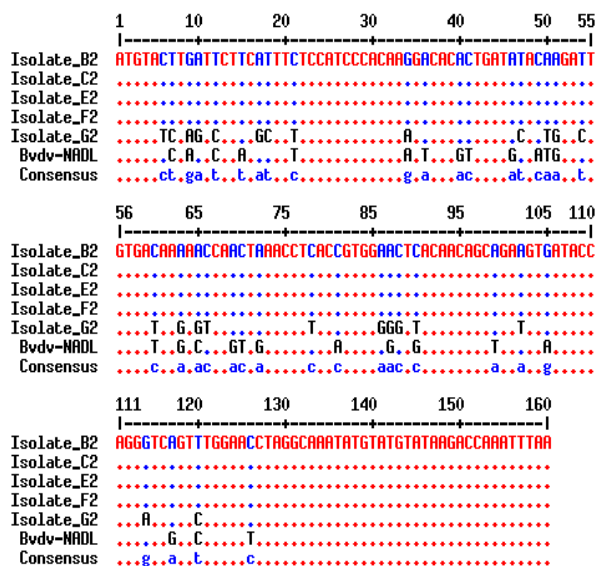 1 10 20 30 40 50 55
|--------+---------+---------+---------+---------+----|
Isolate_B2 ATGTACTTGATTCTTCATTTCTCCATCCCACAAGGACACACTGATATACAAGATT
Isolate_C2 .......................................................
Isolate_E2 .......................................................
Isolate_F2 .......................................................
Isolate_G2 .....TC.AG.C....GC..T............A............C..TG..C.
Bvdv-NADL ......C.A..C..A.....T............A.T...GT....G..ATG....
Consensus .....ct.ga.t..t.at..c............g.a...ac....at.caa..t.
56 65 75 85 95 105 110
|--------+---------+---------+---------+---------+----|
Isolate_B2 GTGACAAAAACCAACTAAACCTCACCGTGGAACTCACAACAGCAGAAGTGATACC
Isolate_C2 .......................................................
Isolate_E2 .......................................................
Isolate_F2 .......................................................
Isolate_G2 ....T..G.GT...........T.......GGG.T...........T........
Bvdv-NADL ....T..G.C...GT.G........A.....G..G........T.....A.....
Consensus ....c..a.ac..ac.a.....c..c....aac.c........a..a..g.....
111 120 130 140 150 160
|--------+---------+---------+---------+---------|
Isolate_B2 AGGGTCAGTTTGGAACCTAGGCAAATATGTATGTATAAGACCAAATTTAA
Isolate_C2 ..................................................
Isolate_E2 ..................................................
Isolate_F2 ..................................................
Isolate_G2 ...A.....C........................................
Bvdv-NADL ......G..C.....T..................................
Consensus ...g..a..t.....c..................................